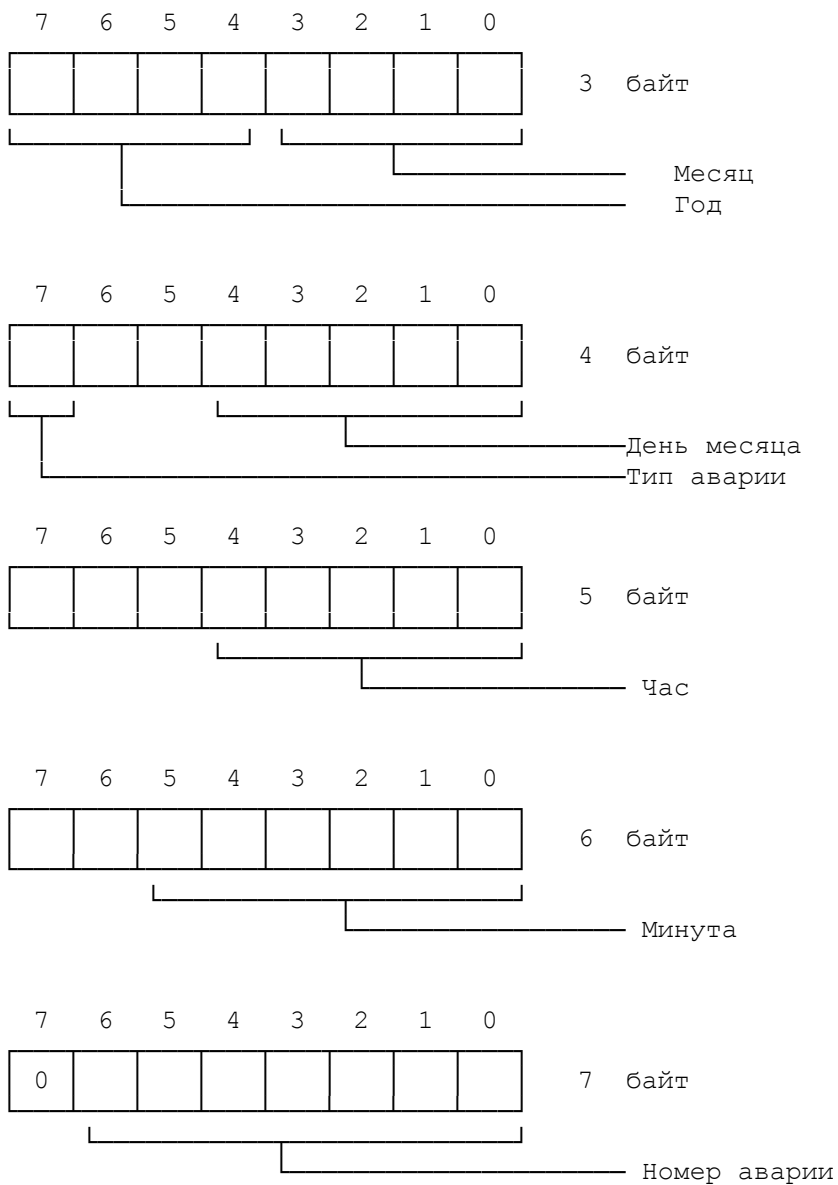 7 6 5 4 3 2 1 0
3 байт
Месяц
Год
7 6 5 4 3 2 1 0
4 байт
День месяца
Тип аварии
7 6 5 4 3 2 1 0
5 байт
Час
7 6 5 4 3 2 1 0
6 байт
Минута
7 6 5 4 3 2 1 0
0 7 байт
Номер аварии